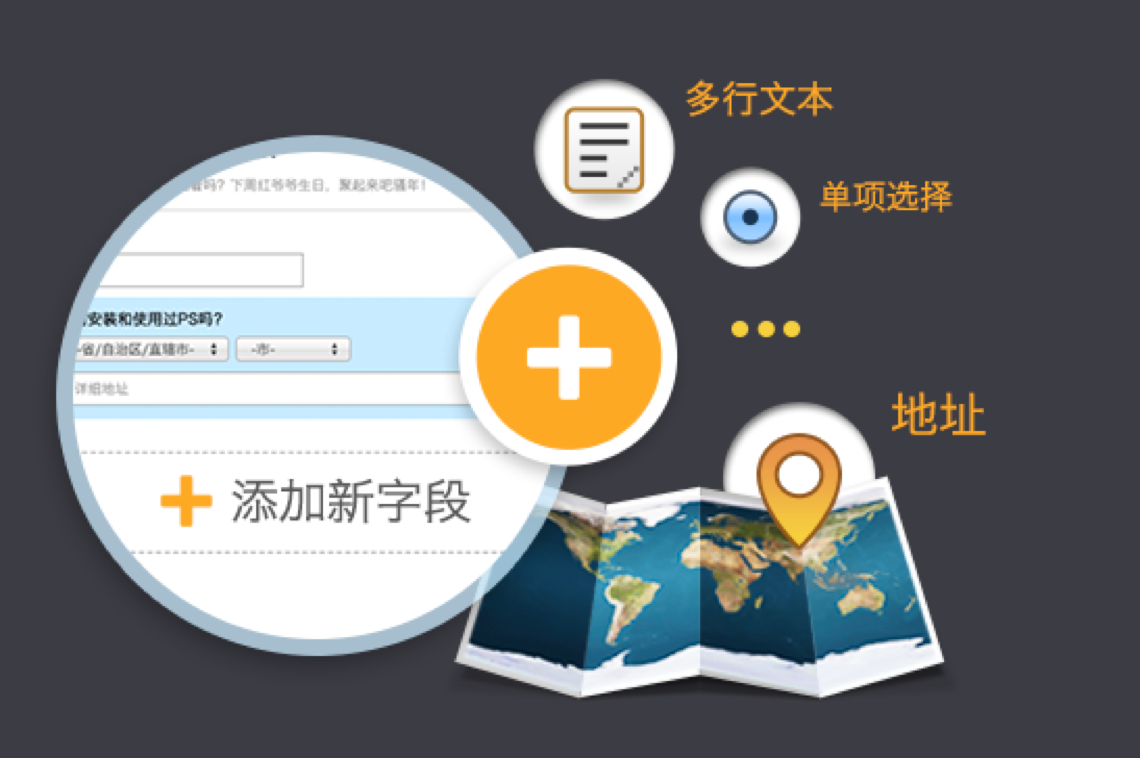 多行文本
单项选择
吗？下周红爷爷生日，聚起来吧骚年！
安装和使用过PS吗？
-省/自治区/直辖市-
-市-
详细地址
地址
添加新字段